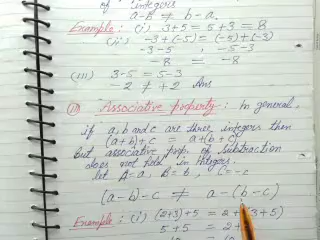 of integers
a-b ≠ b-a.
Example: (i) 3+5 = 5+3 = 8
(ii) -3+(-5) = (-5)+(-3)
-3-5 , -5-3
-8 = -8
(iii) 3-5 = 5-3
-2 ≠ +2 Ans
Associative property: In general,
if a, b and c are three integers then
(a+b)+c = a+(b+c)
But associative prop. of subtraction
does not hold in integers.
let A=a, B=b, C=c
(a-b)-c ≠ a-(b-c)
Example: (i) (2+3)+5 = 2+(3+5)
5+5 = 2+